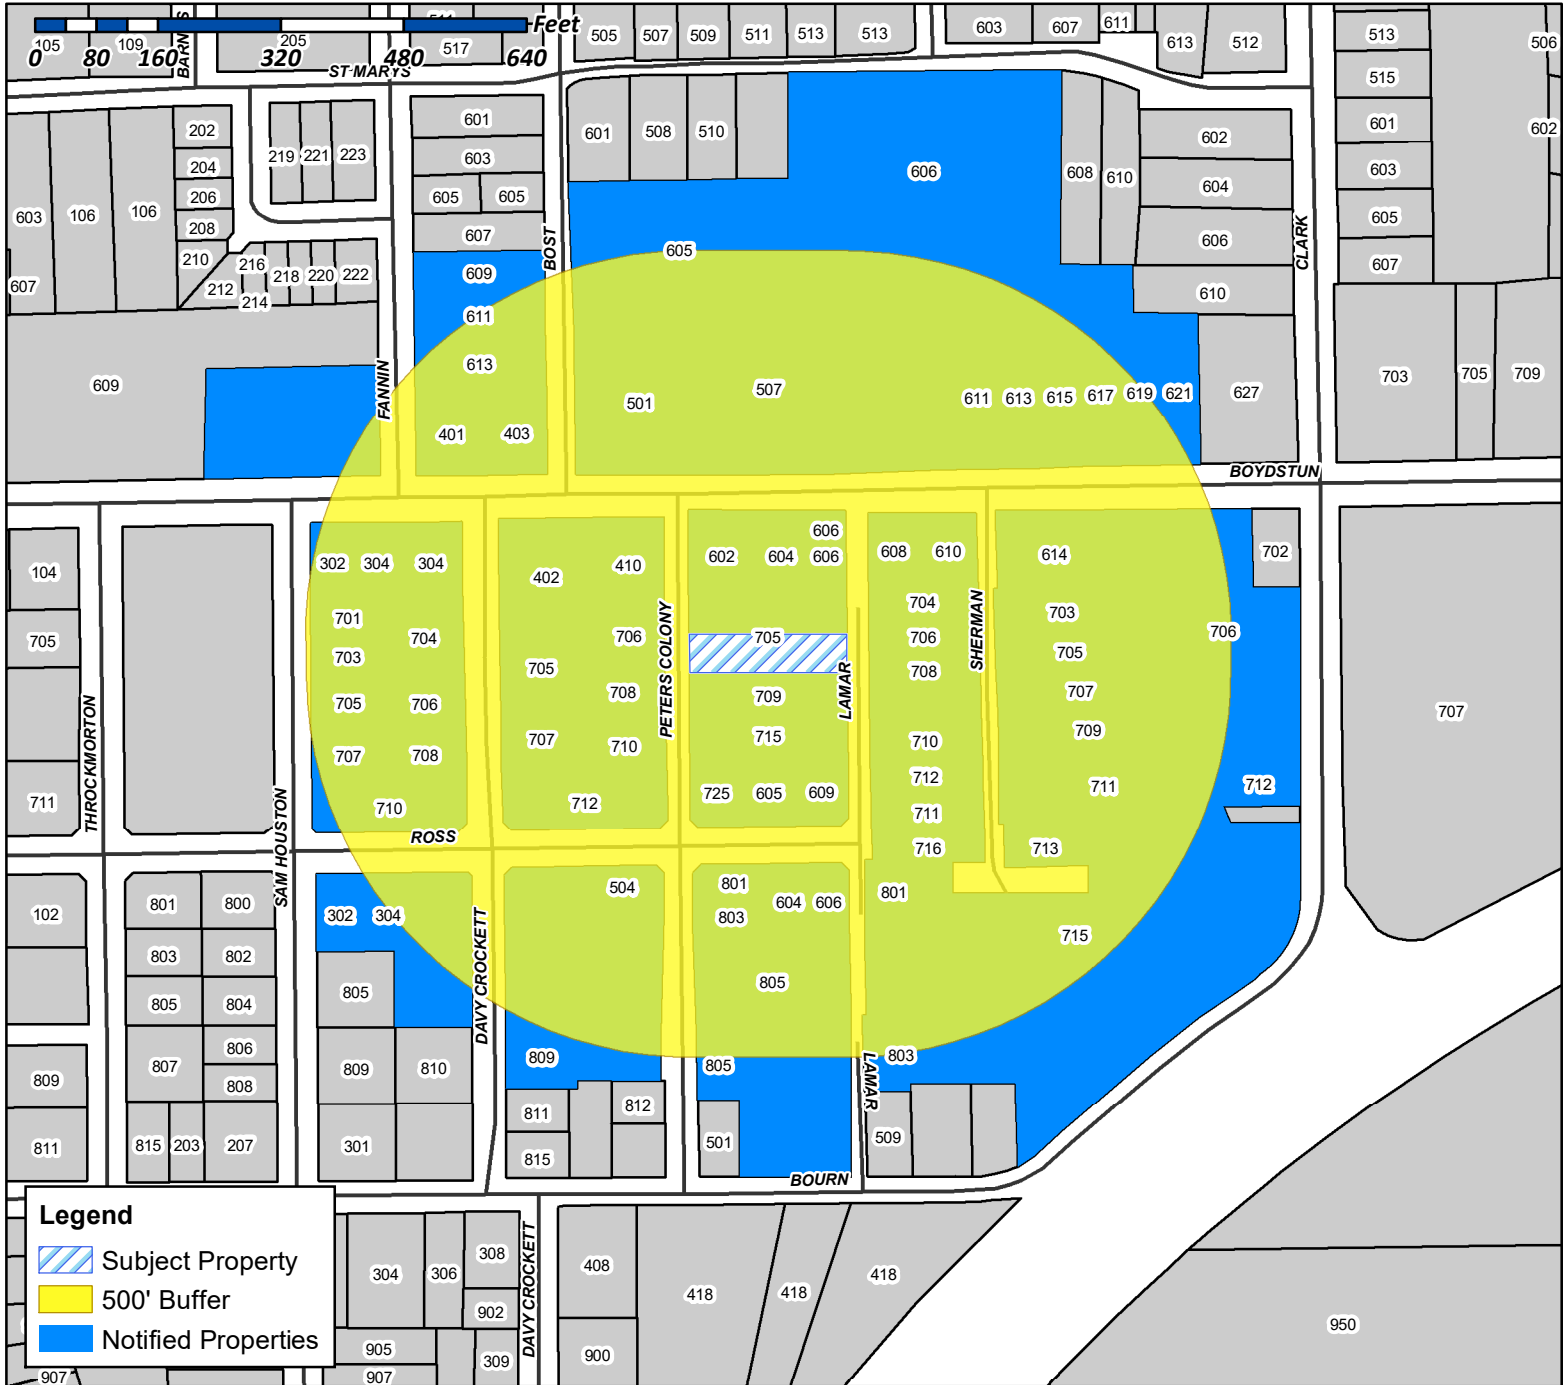 105 109 205 511 517 505 507 509 511 513 513 603 607 611 613 512 513 506
Feet
0 80 160 320 480 640
BARNES
ST MARYS
515
601 603 605 605 607
601 508 510
606
608 610
602 604 606 610
CLARK
601 603 605 607
602
603 106 106 607
202 204 206 208 210 212 214 216 218 220 222
219 221 223
BOST
609 611 613
401 403
FANNIN
609
605
501 507
611 613 615 617 619 621 627
703 705 709
BOYDSTUN
104 705 711
THROCKMORTON
SAM HOUSTON
302 304 304
701 704
703
705 706
707 708
710
ROSS
402 410
706
705
708
707 710
712
PETERS COLONY
606
602 604 606
705
709
715
725 605 609
LAMAR
608 610
704
706
708
710
712
711
716
801
SHERMAN
614
703
705
707
709
711
713
715
702
706
712
707
102
801 800
803 802
805 804
807 806
808
815 203 207
809
811
302 304
805
809 810
301
DAVY CROCKETT
504
809
811 812
815
801
803 604 606
805
805
501
803
LAMAR
509
BOURN
Legend
Subject Property
500' Buffer
Notified Properties
907
304 306 308
902
905
907 309
DAVY CROCKETT
408
900
418 418 418
950